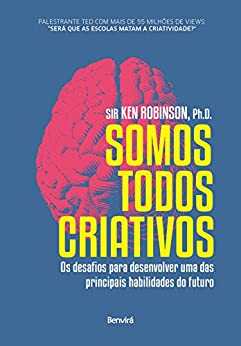 PALESTRANTE TED COM MAIS DE 55 MILHÕES DE VIEWS:
"SERÁ QUE AS ESCOLAS MATAM A CRIATIVIDADE?"
SIR KEN ROBINSON, Ph.D.
SOMOS
TODOS
CRIATIVOS
Os desafios para desenvolver uma das
principais habilidades do futuro
Benvirá